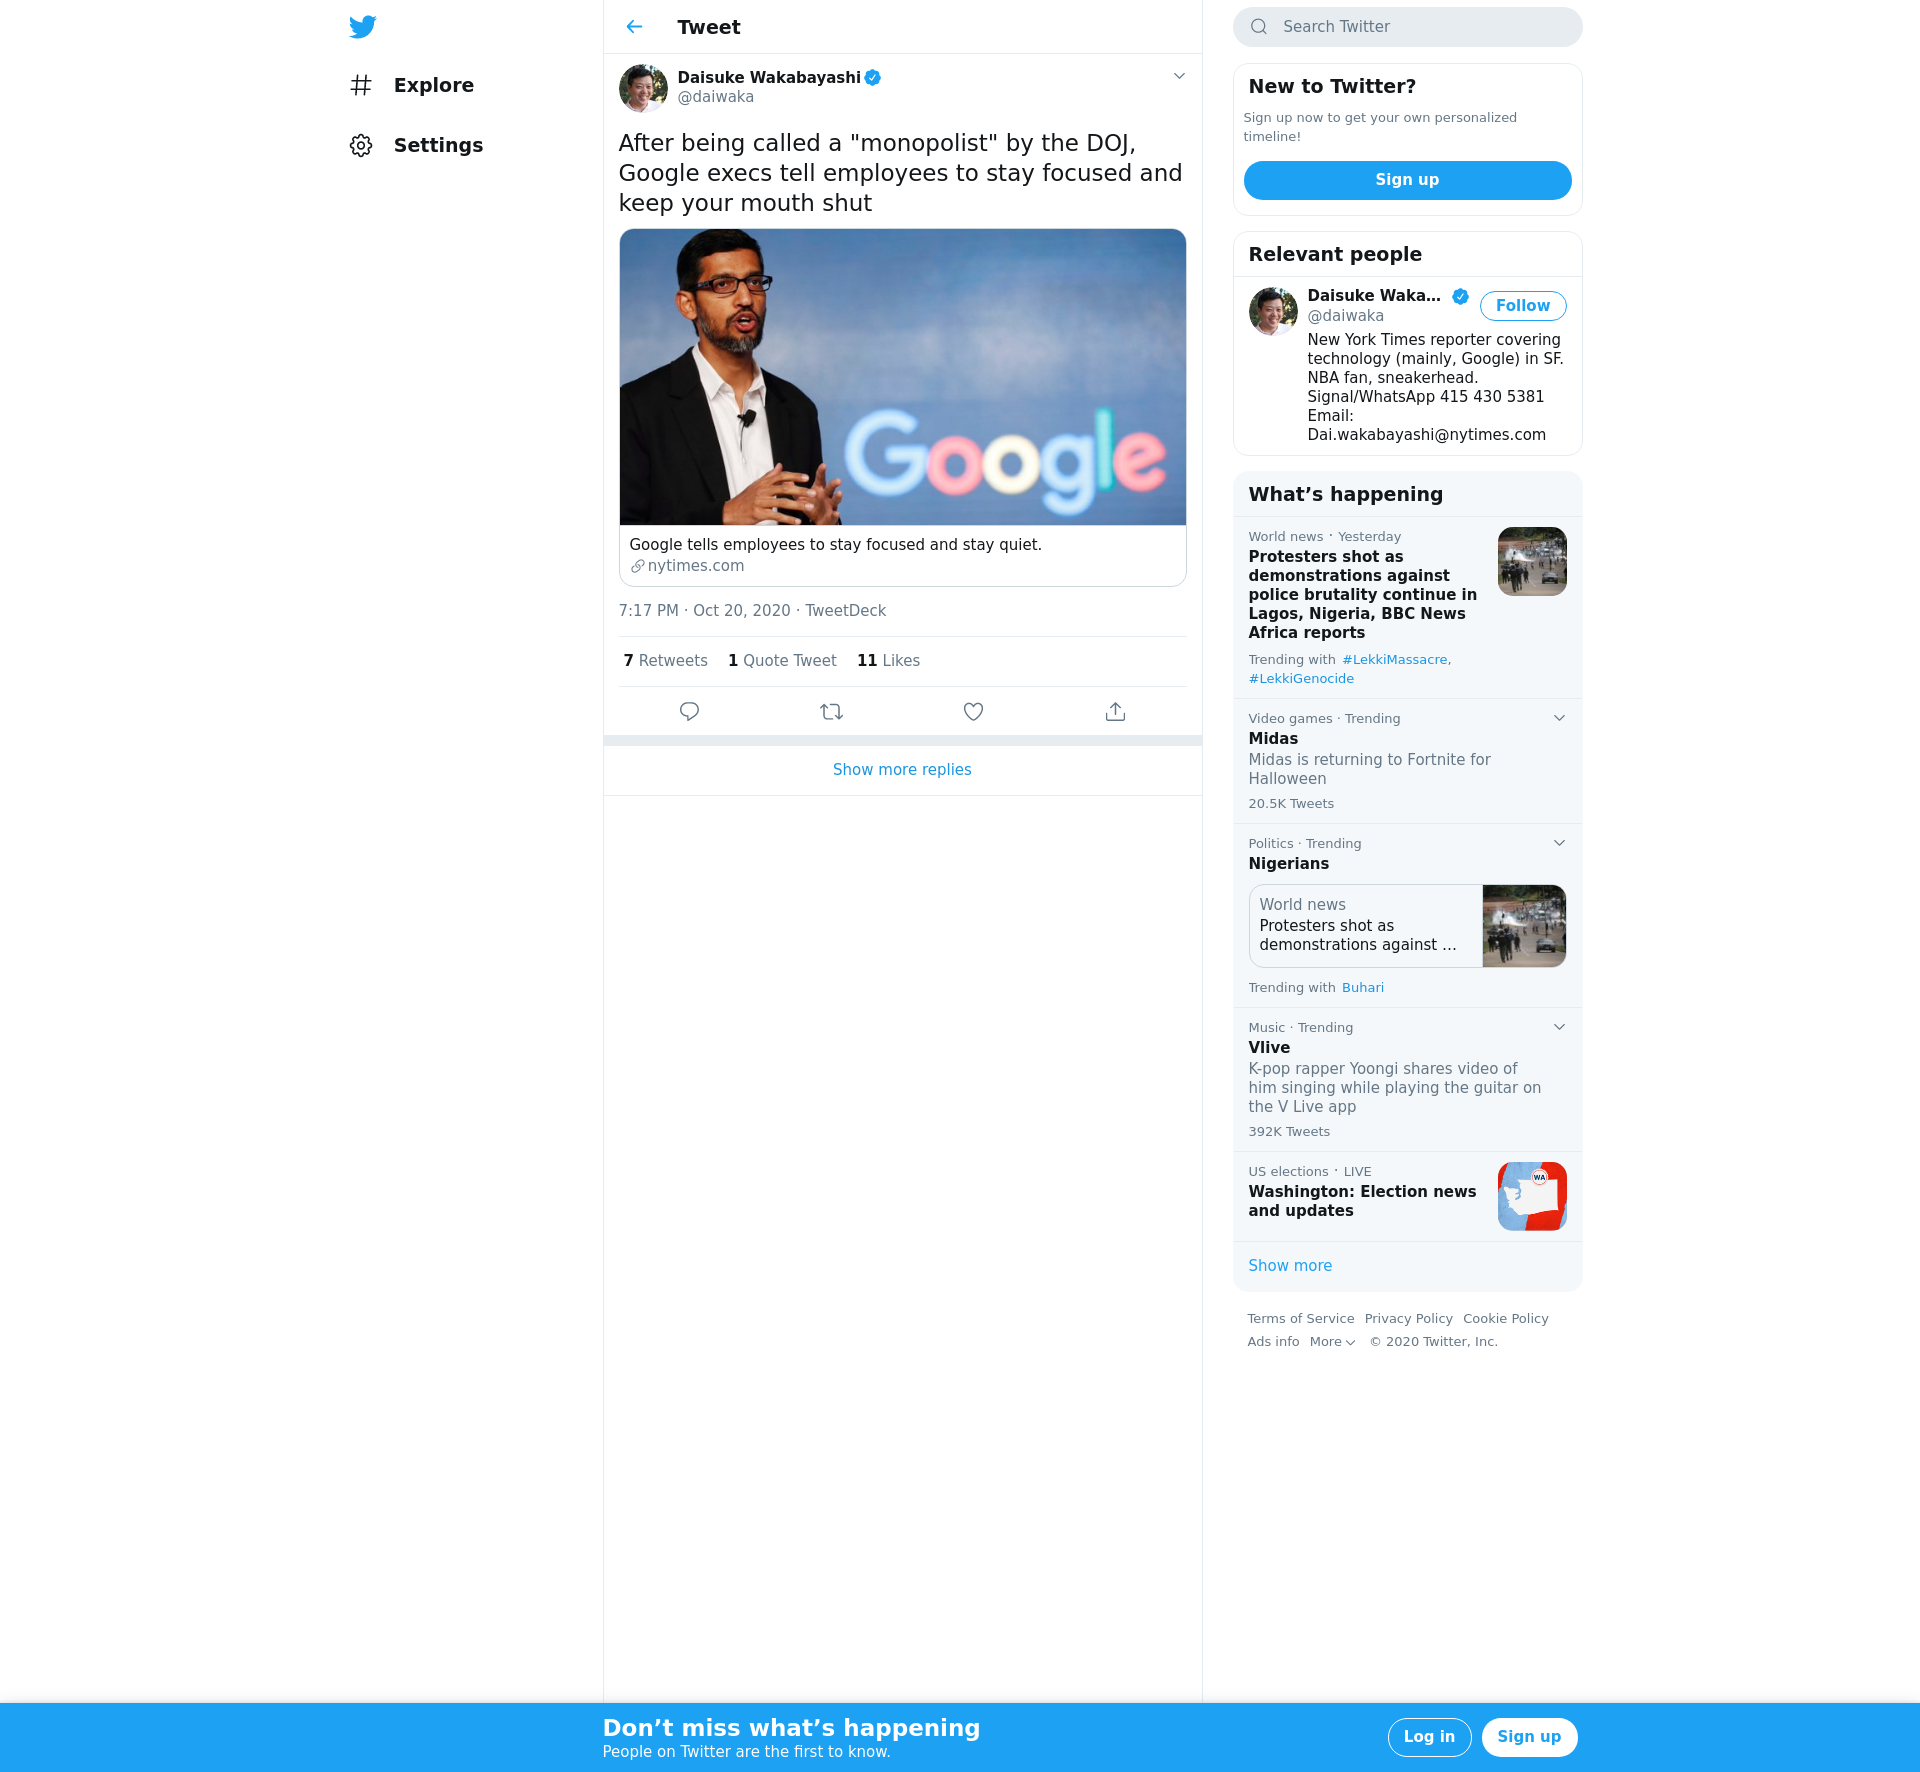 Explore
Settings
Tweet
Daisuke Wakabayashi
@daiwaka
After being called a "monopolist" by the DOJ,
Google execs tell employees to stay focused and
keep your mouth shut
Google
Google tells employees to stay focused and stay quiet.
nytimes.com
7:17 PM · Oct 20, 2020 · TweetDeck
7 Retweets 1 Quote Tweet 11 Likes
Show more replies
Search Twitter
New to Twitter?
Sign up now to get your own personalized
timeline!
Sign up
Relevant people
Daisuke Waka...
@daiwaka
Follow
New York Times reporter covering
technology (mainly, Google) in SF.
NBA fan, sneakerhead.
Signal/WhatsApp 415 430 5381
Email:
Dai.wakabayashi@nytimes.com
What’s happening
World news · Yesterday
Protesters shot as
demonstrations against
police brutality continue in
Lagos, Nigeria, BBC News
Africa reports
Trending with #LekkiMassacre,
#LekkiGenocide
Video games · Trending
Midas
Midas is returning to Fortnite for
Halloween
20.5K Tweets
Politics · Trending
Nigerians
World news
Protesters shot as
demonstrations against ...
Trending with Buhari
Music · Trending
Vlive
K-pop rapper Yoongi shares video of
him singing while playing the guitar on
the V Live app
392K Tweets
US elections · LIVE
Washington: Election news
and updates
WA
Show more
Terms of Service Privacy Policy Cookie Policy
Ads info More © 2020 Twitter, Inc.
Don’t miss what’s happening
People on Twitter are the first to know.
Log in
Sign up